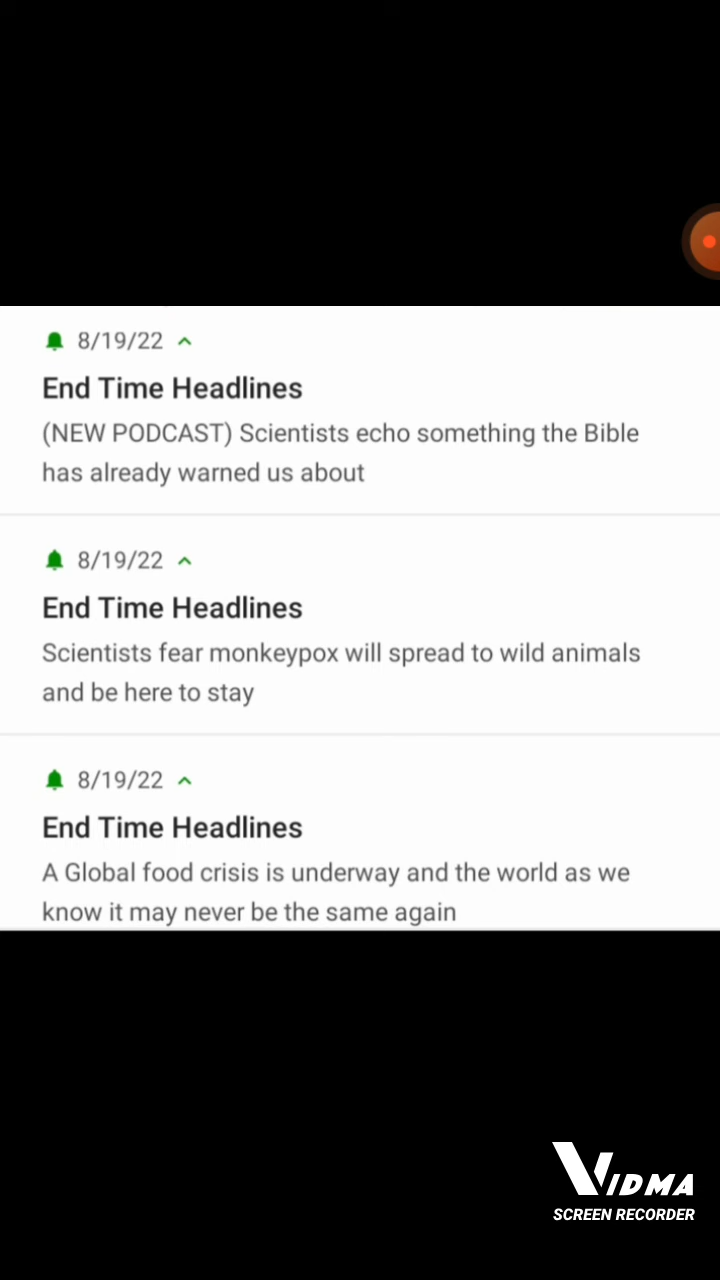 8/19/22
End Time Headlines
(NEW PODCAST) Scientists echo something the Bible
has already warned us about
8/19/22
End Time Headlines
Scientists fear monkeypox will spread to wild animals
and be here to stay
8/19/22
End Time Headlines
A Global food crisis is underway and the world as we
know it may never be the same again
VIDMA
SCREEN RECORDER